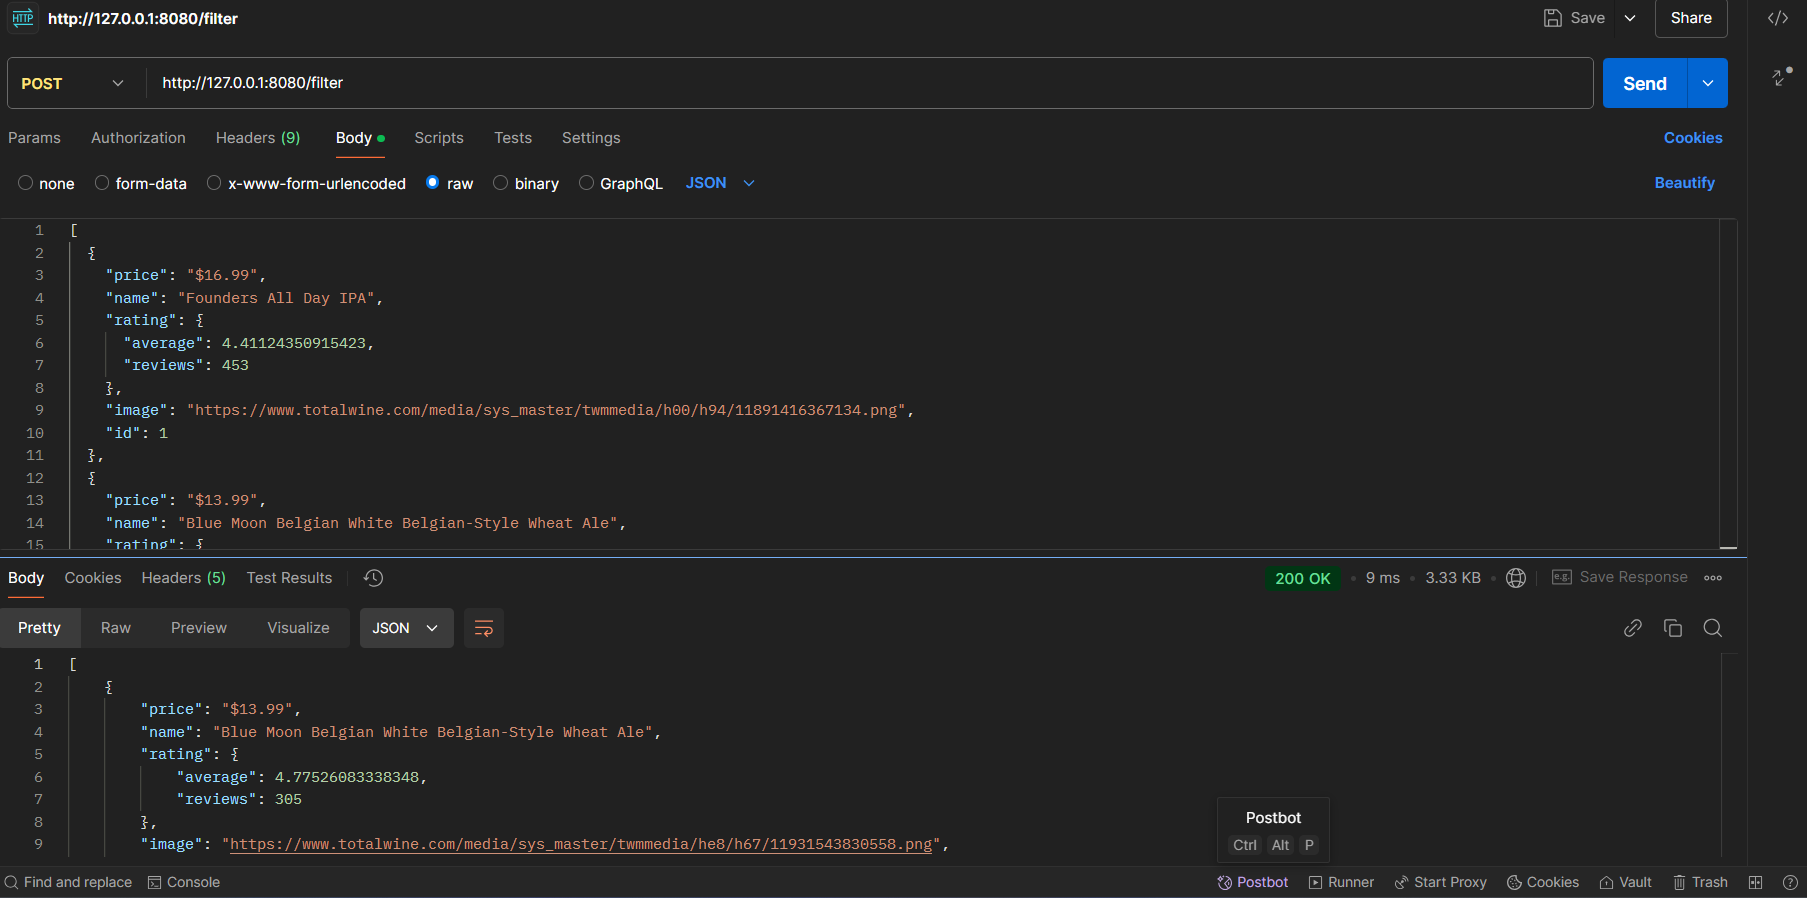 HTTP http://127.0.0.1:8080/filter Save Share
POST http://127.0.0.1:8080/filter Send
Params Authorization Headers (9) Body Scripts Tests Settings Cookies
none form-data x-www-form-urlencoded raw binary GraphQL JSON Beautify
1 [
2 {
3 "price": "$16.99",
4 "name": "Founders All Day IPA",
5 "rating": {
6 "average": 4.41124350915423,
7 "reviews": 453
8 },
9 "image": "https://www.totalwine.com/media/sys_master/twmmedia/h00/h94/11891416367134.png",
10 "id": 1
11 },
12 {
13 "price": "$13.99",
14 "name": "Blue Moon Belgian White Belgian-Style Wheat Ale",
15 "rating": {
Body Cookies Headers (5) Test Results 200 OK • 9 ms • 3.33 KB • e.g. Save Response
Pretty Raw Preview Visualize JSON
1 [
2 {
3 "price": "$13.99",
4 "name": "Blue Moon Belgian White Belgian-Style Wheat Ale",
5 "rating": {
6 "average": 4.77526083338348,
7 "reviews": 305
8 },
9 "image": "https://www.totalwine.com/media/sys_master/twmmedia/he8/h67/11931543830558.png",
Postbot
Ctrl Alt P
Find and replace Console Postbot Runner Start Proxy Cookies Vault Trash